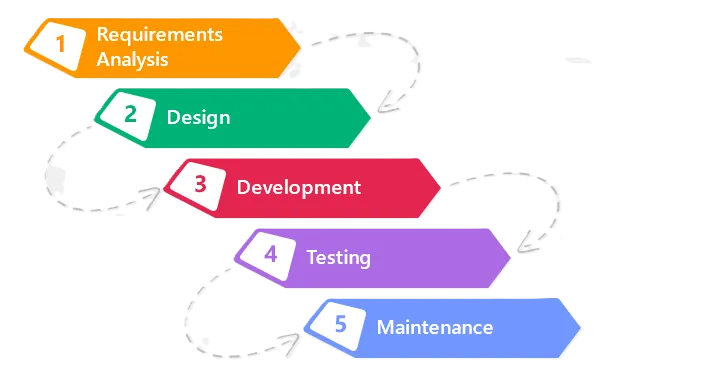 1
Requirements
Analysis
2
Design
3
Development
4
Testing
5
Maintenance